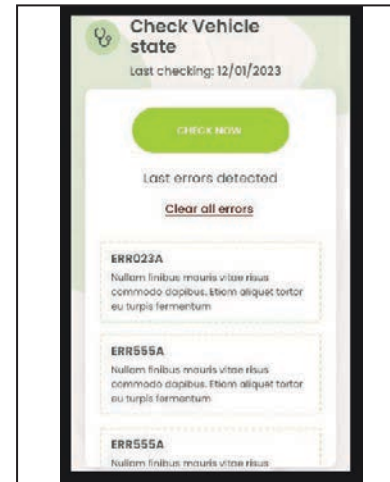 Check Vehicle
state
Last checking: 12/01/2023
CHECK NOW
Last errors detected
Clear all errors
ERR023A
Nullam finibus mauris vitae risus
commodo dapibus. Etiam aliquet tortor
eu turpis fermentum
ERR555A
Nullam finibus mauris vitae risus
commodo dapibus. Etiam aliquet tortor
eu turpis fermentum
ERR555A
Nullam finibus mauris vitae risus